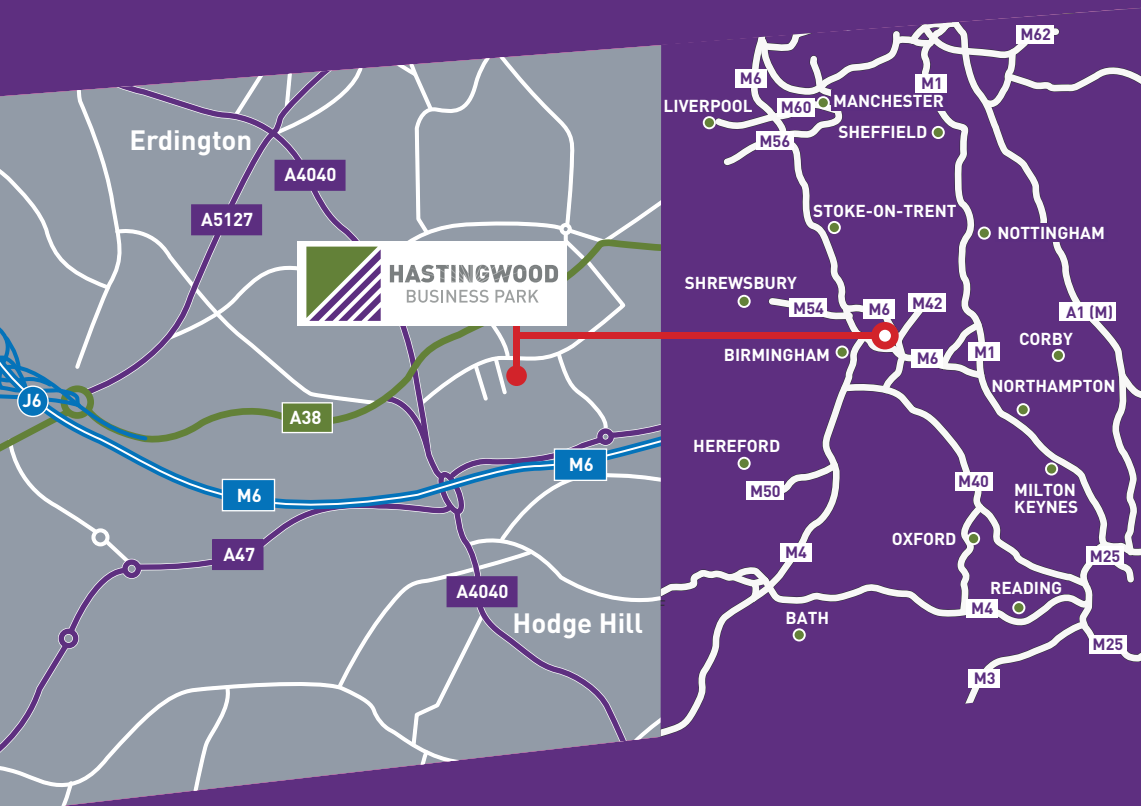 Erdington
A4040
A5127
HASTINGWOOD
BUSINESS PARK
J6
A38
M6
M6
A47
A4040
Hodge Hill
M62
M6
M1
LIVERPOOL
M60
MANCHESTER
SHEFFIELD
M56
STOKE-ON-TRENT
NOTTINGHAM
SHREWSBURY
M54
M6
M42
A1 (M)
BIRMINGHAM
M6
M1
CORBY
NORTHAMPTON
HEREFORD
M50
M40
MILTON
KEYNES
OXFORD
M4
M25
READING
M4
BATH
M25
M3